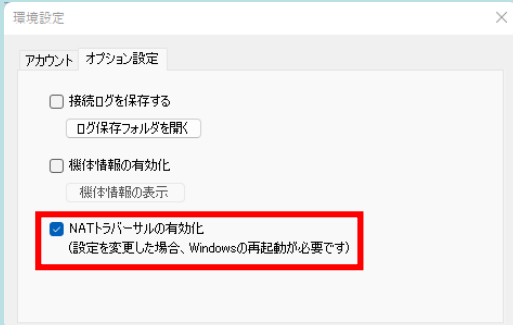 環境設定
アカウント オプション設定
接続ログを保存する
ログ保存フォルダを開く
機体情報の有効化
機体情報の表示
NATトラバーサルの有効化
(設定を変更した場合、Windowsの再起動が必要です)